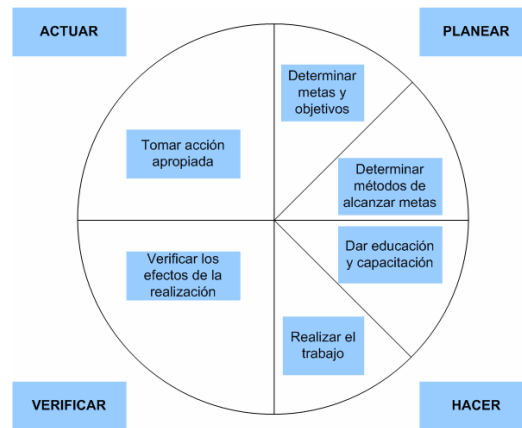 ACTUAR
PLANEAR
Determinar
metas y
objetivos
Tomar acción
apropiada
Determinar
métodos de
alcanzar metas
Dar educación
y capacitación
Verificar los
efectos de la
realización
Realizar el
trabajo
VERIFICAR
HACER